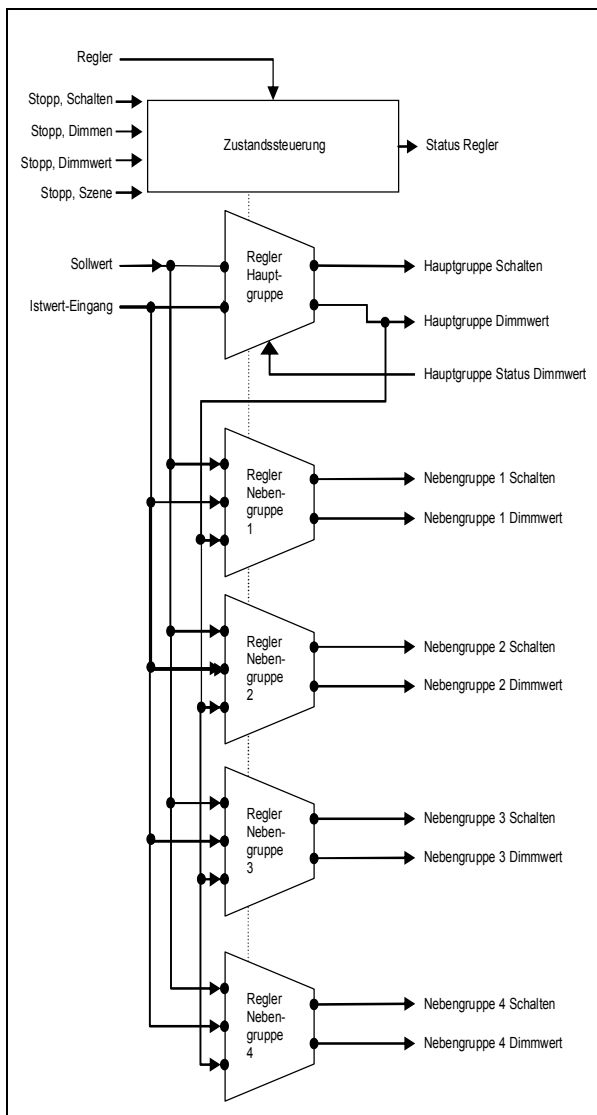 Regler
Stopp, Schalten
Stopp, Dimmen
Stopp, Dimmwert
Stopp, Szene
Zustandssteuerung
Status Regler
Sollwert
Istwert-Eingang
Regler
Haupt-
gruppe
Hauptgruppe Schalten
Hauptgruppe Dimmwert
Hauptgruppe Status Dimmwert
Regler
Neben-
gruppe
1
Nebengruppe 1 Schalten
Nebengruppe 1 Dimmwert
Regler
Neben-
gruppe
2
Nebengruppe 2 Schalten
Nebengruppe 2 Dimmwert
Regler
Neben-
gruppe
3
Nebengruppe 3 Schalten
Nebengruppe 3 Dimmwert
Regler
Neben-
gruppe
4
Nebengruppe 4 Schalten
Nebengruppe 4 Dimmwert